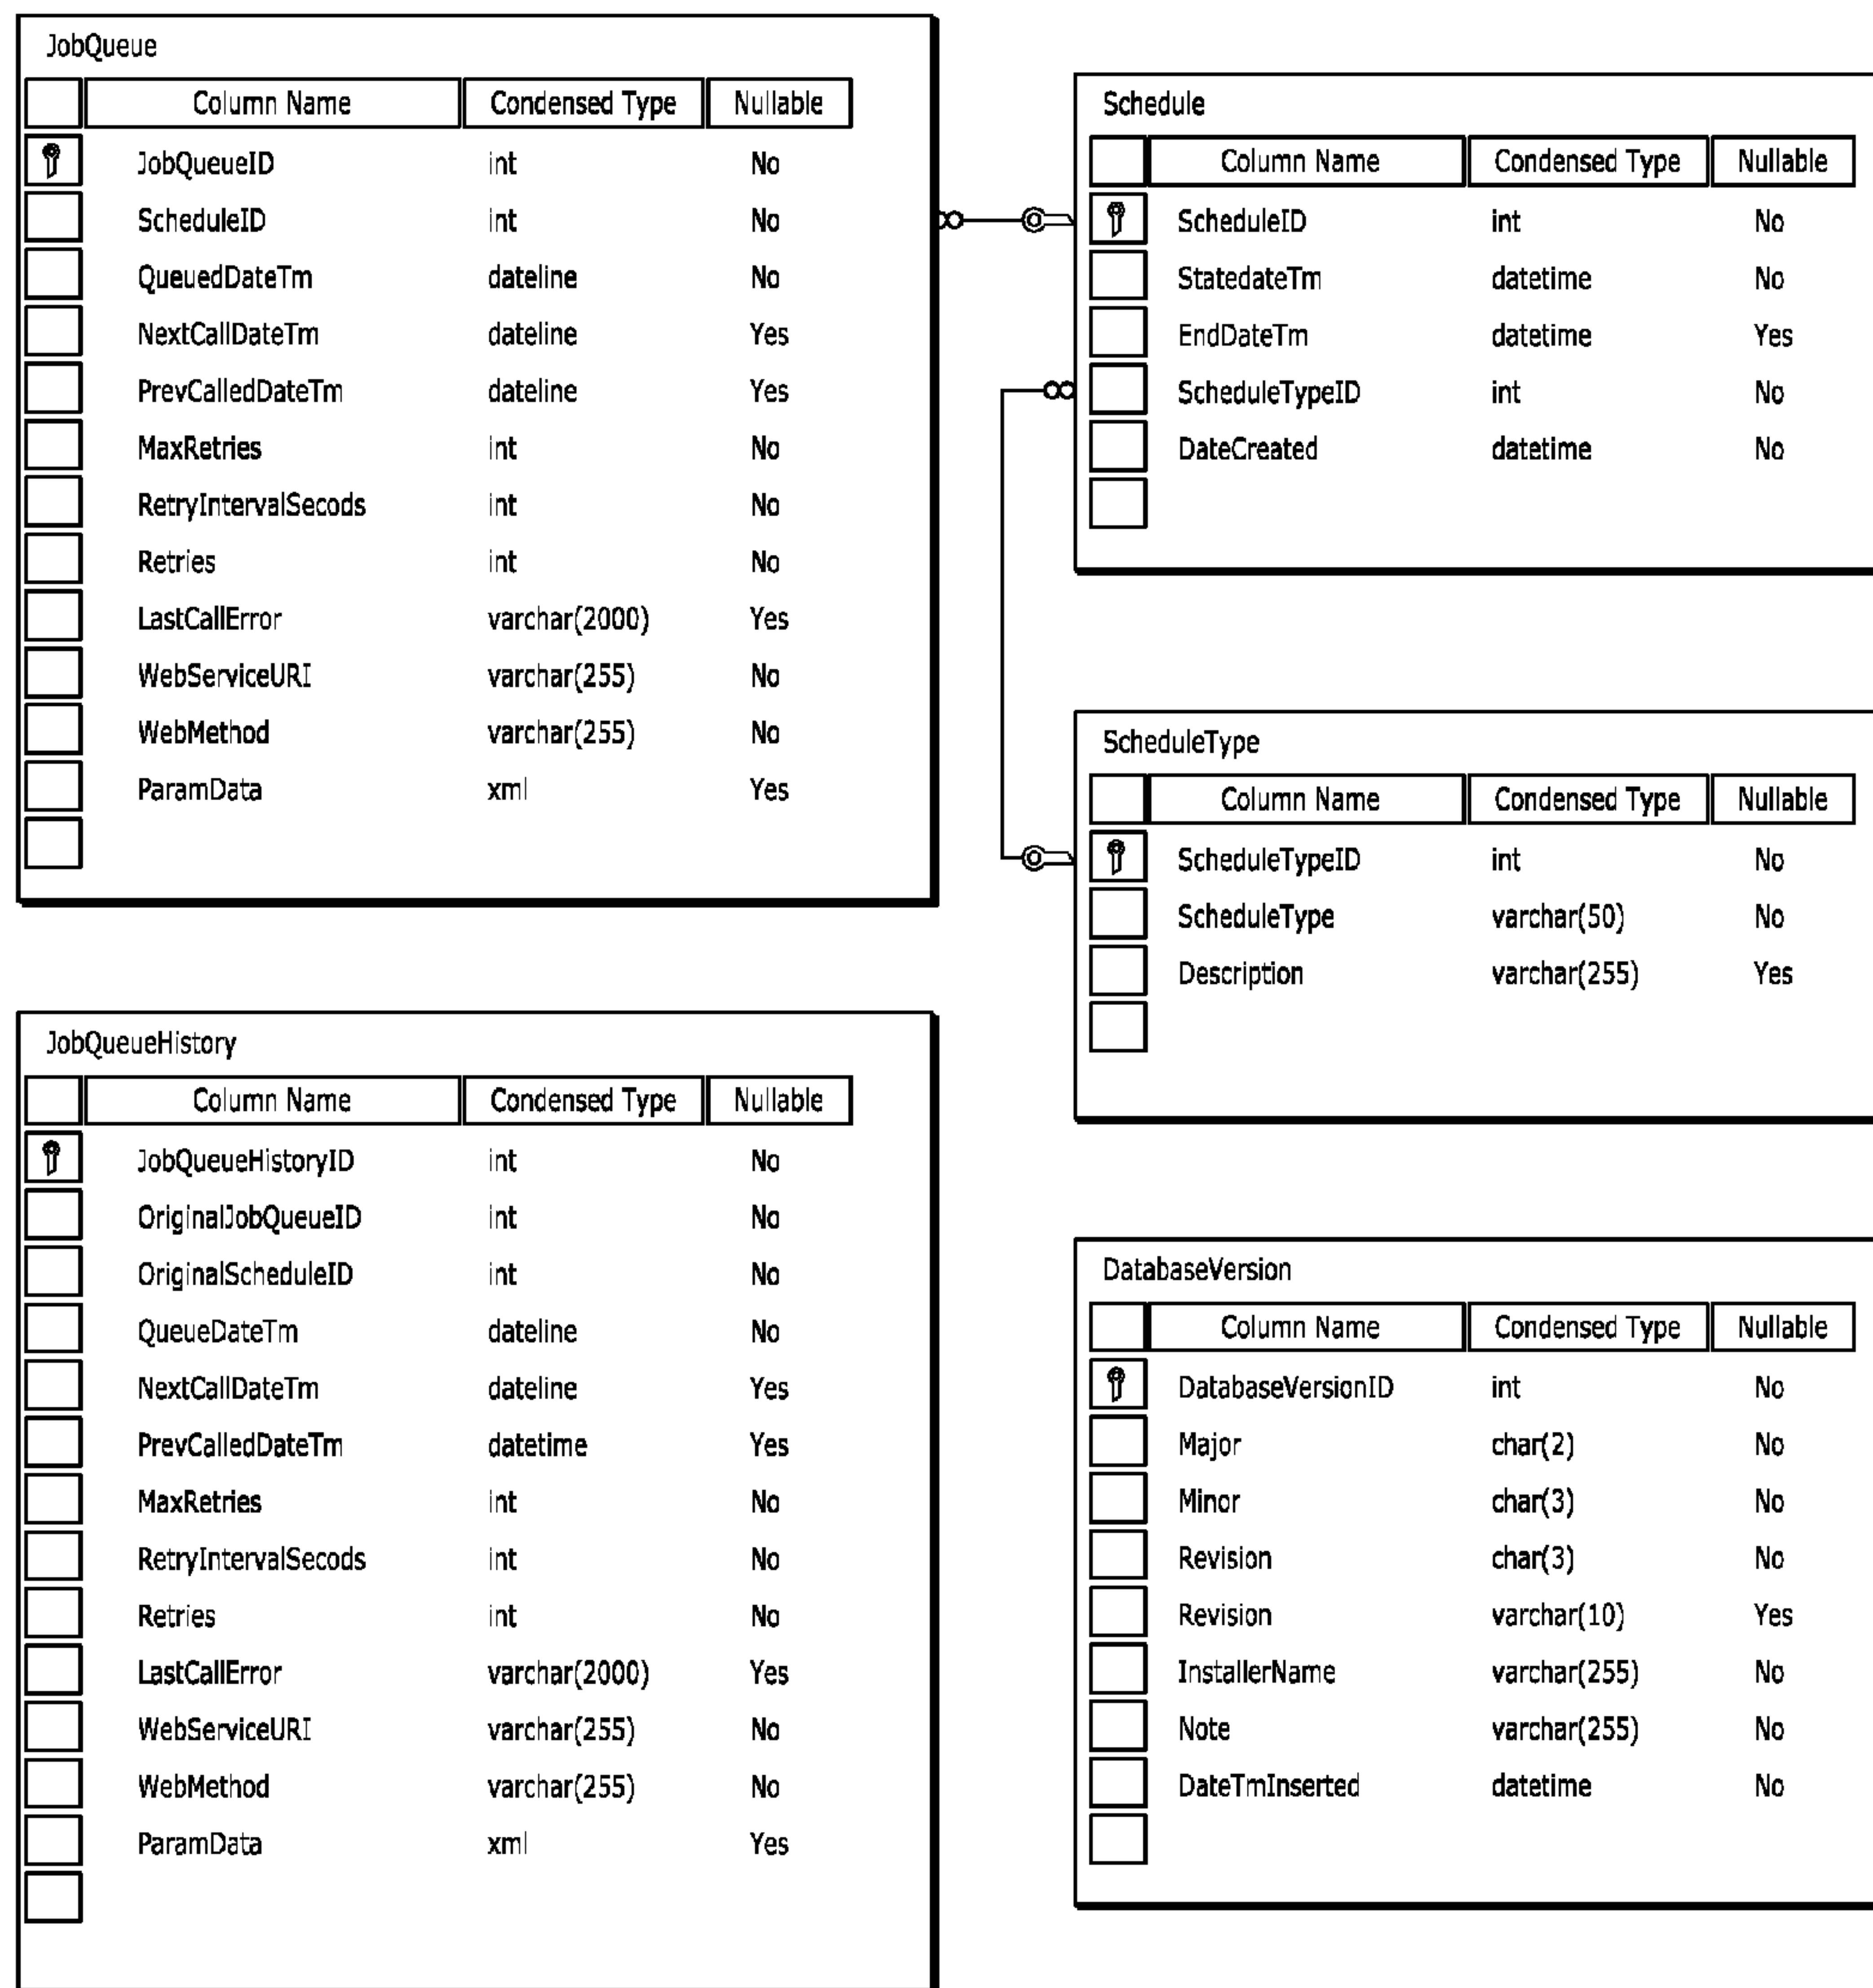 JobQueue
Column Name Condensed Type Nullable
JobQueueID int No
ScheduleID int No
QueuedDateTm dateline No
NextCallDateTm dateline Yes
PrevCalledDateTm dateline Yes
MaxRetries int No
RetryIntervalSecods int No
Retries int No
LastCallError varchar(2000) Yes
WebServiceURI varchar(255) No
WebMethod varchar(255) No
ParamData xml Yes
Schedule
Column Name Condensed Type Nullable
ScheduleID int No
StatedateTm datetime No
EndDateTm datetime Yes
ScheduleTypeID int No
DateCreated datetime No
ScheduleType
Column Name Condensed Type Nullable
ScheduleTypeID int No
ScheduleType varchar(50) No
Description varchar(255) Yes
JobQueueHistory
Column Name Condensed Type Nullable
JobQueueHistoryID int No
OriginalJobQueueID int No
OriginalScheduleID int No
QueueDateTm dateline No
NextCallDateTm dateline Yes
PrevCalledDateTm datetime Yes
MaxRetries int No
RetryIntervalSecods int No
Retries int No
LastCallError varchar(2000) Yes
WebServiceURI varchar(255) No
WebMethod varchar(255) No
ParamData xml Yes
DatabaseVersion
Column Name Condensed Type Nullable
DatabaseVersionID int No
Major char(2) No
Minor char(3) No
Revision char(3) No
Revision varchar(10) Yes
InstallerName varchar(255) No
Note varchar(255) No
DateTmInserted datetime No